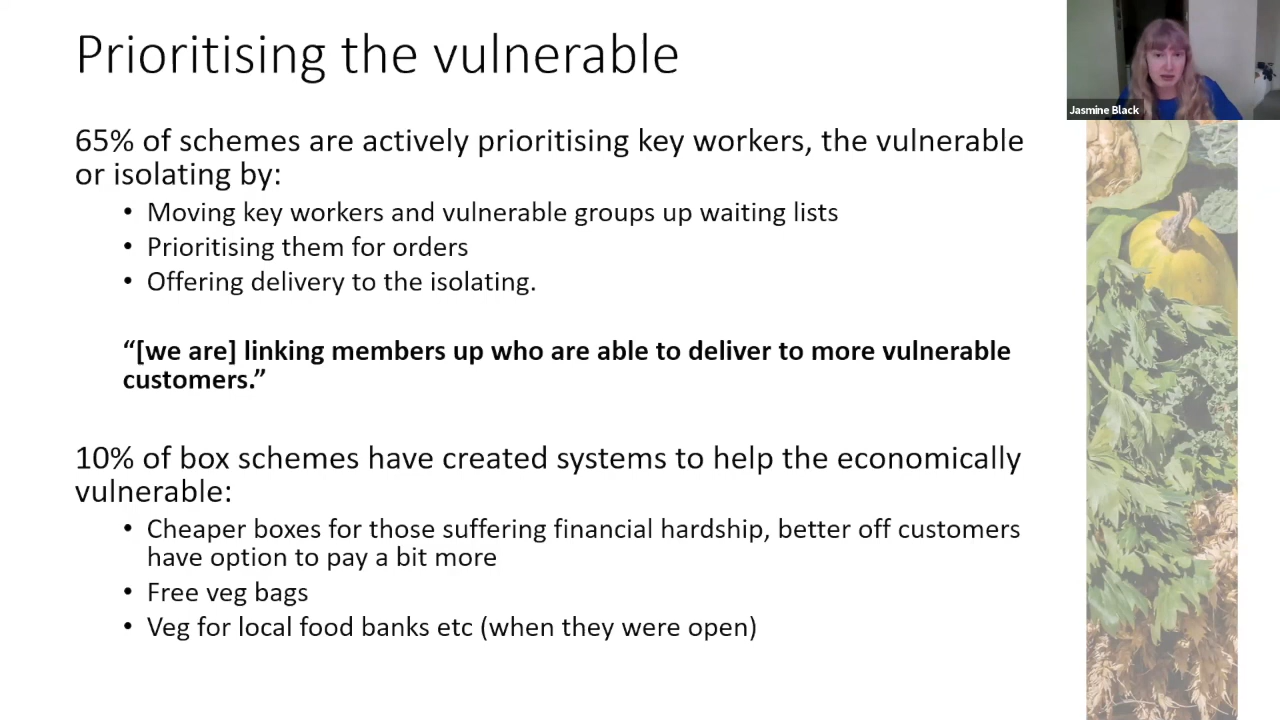 Prioritising the vulnerable
Jasmine Black
65% of schemes are actively prioritising key workers, the vulnerable
or isolating by:
• Moving key workers and vulnerable groups up waiting lists
• Prioritising them for orders
• Offering delivery to the isolating.
“[we are] linking members up who are able to deliver to more vulnerable
customers.”
10% of box schemes have created systems to help the economically
vulnerable:
• Cheaper boxes for those suffering financial hardship, better off customers
have option to pay a bit more
• Free veg bags
• Veg for local food banks etc (when they were open)